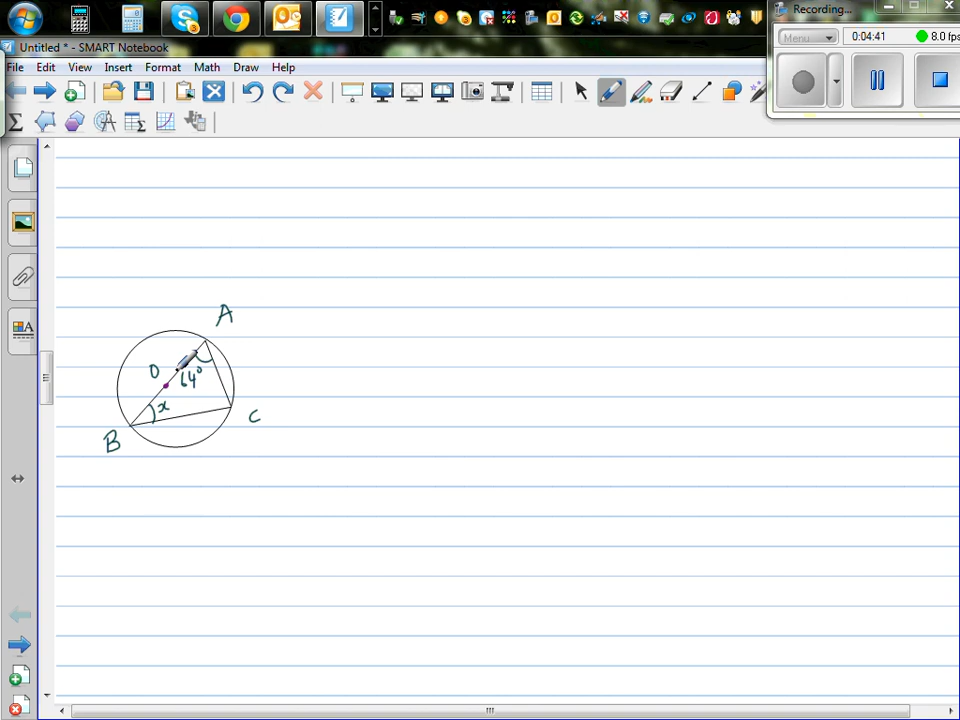 Recording...
Untitled * - SMART Notebook
Menu
0:04:41
8.0 fps
File Edit View Insert Format Math Draw Help
A
O
64°
x
C
B